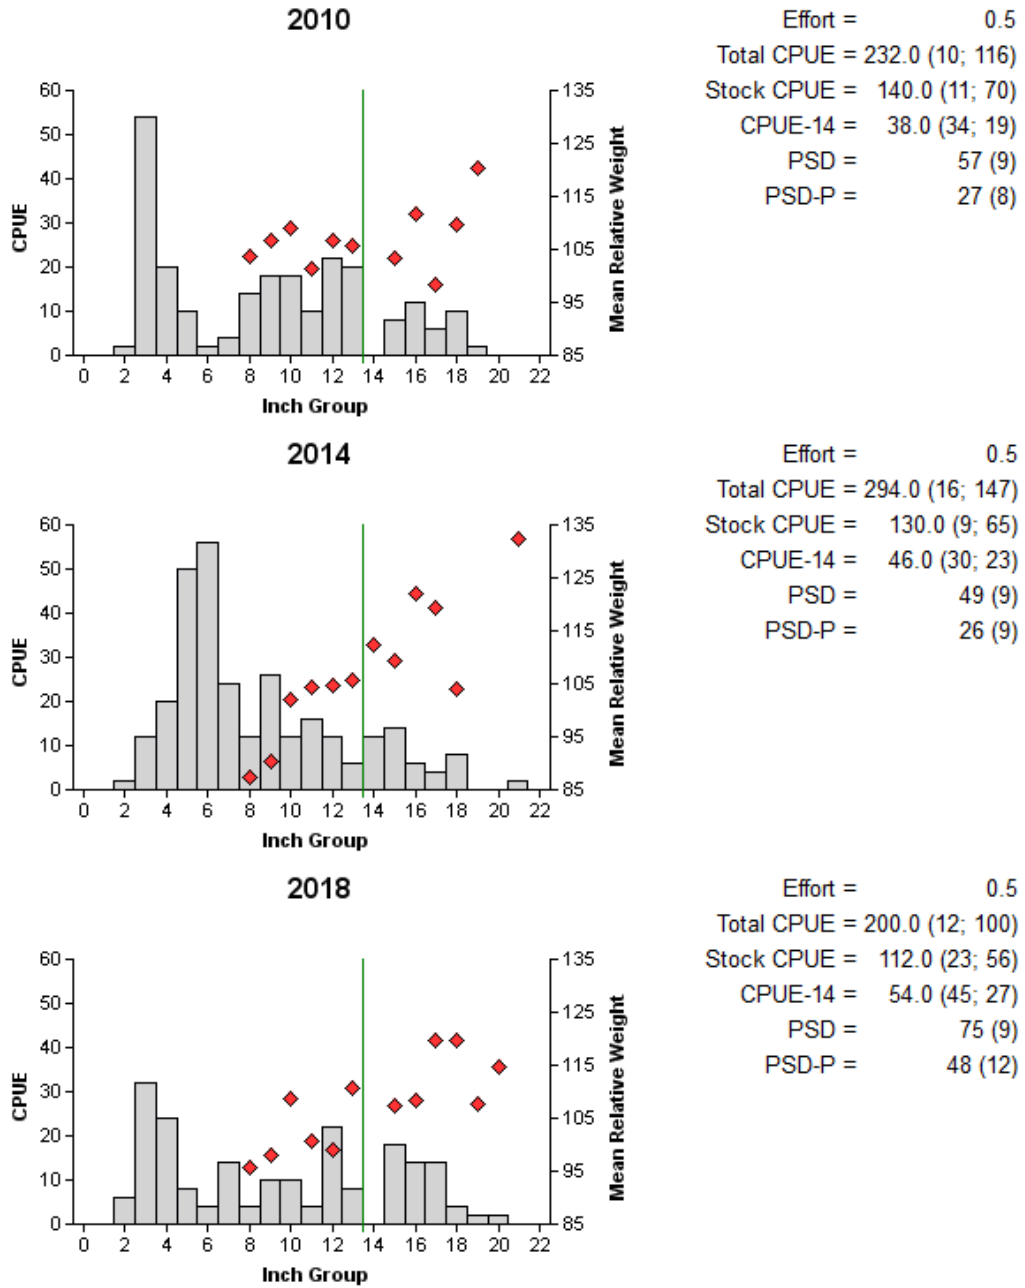 2010
Effort = 0.5
Total CPUE = 232.0 (10; 116)
Stock CPUE = 140.0 (11; 70)
CPUE-14 = 38.0 (34; 19)
PSD = 57 (9)
PSD-P = 27 (8)
60
50
40
30
20
10
0
CPUE
135
125
115
105
95
85
Mean Relative Weight
0 2 4 6 8 10 12 14 16 18 20 22
Inch Group
2014
Effort = 0.5
Total CPUE = 294.0 (16; 147)
Stock CPUE = 130.0 (9; 65)
CPUE-14 = 46.0 (30; 23)
PSD = 49 (9)
PSD-P = 26 (9)
60
50
40
30
20
10
0
CPUE
135
125
115
105
95
85
Mean Relative Weight
0 2 4 6 8 10 12 14 16 18 20 22
Inch Group
2018
Effort = 0.5
Total CPUE = 200.0 (12; 100)
Stock CPUE = 112.0 (23; 56)
CPUE-14 = 54.0 (45; 27)
PSD = 75 (9)
PSD-P = 48 (12)
60
50
40
30
20
10
0
CPUE
135
125
115
105
95
85
Mean Relative Weight
0 2 4 6 8 10 12 14 16 18 20 22
Inch Group